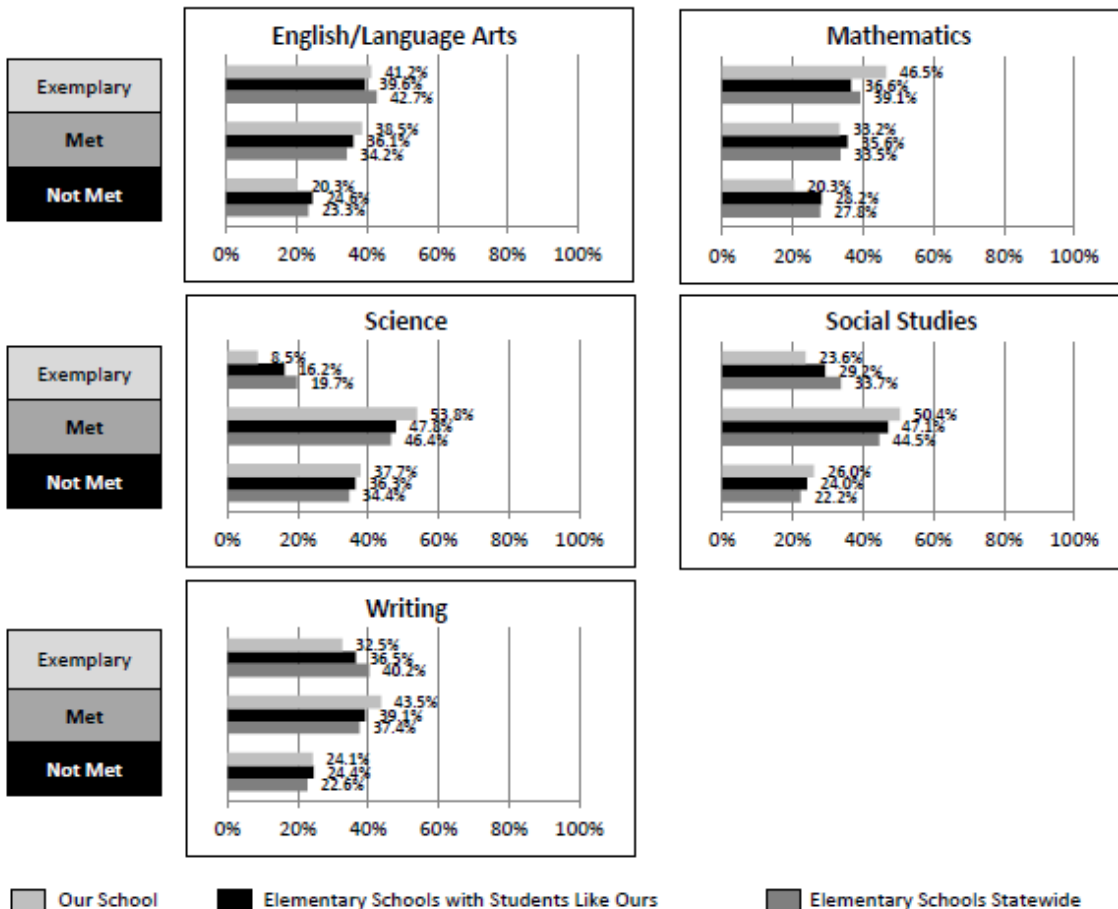 English/Language Arts
Exemplary
Met
Not Met
41.2%
39.6%
42.7%
38.5%
36.1%
34.2%
20.3%
24.6%
23.3%
0% 20% 40% 60% 80% 100%
Mathematics
46.5%
36.6%
39.1%
33.2%
35.6%
33.5%
20.3%
28.2%
27.8%
0% 20% 40% 60% 80% 100%
Science
Exemplary
Met
Not Met
8.5%
16.2%
19.7%
53.8%
47.8%
46.4%
37.7%
36.3%
34.4%
0% 20% 40% 60% 80% 100%
Social Studies
23.6%
29.2%
33.7%
50.4%
47.1%
44.5%
26.0%
24.0%
22.2%
0% 20% 40% 60% 80% 100%
Writing
Exemplary
Met
Not Met
32.5%
36.5%
40.2%
43.5%
39.1%
37.4%
24.1%
24.4%
22.6%
0% 20% 40% 60% 80% 100%
Our School Elementary Schools with Students Like Ours Elementary Schools Statewide